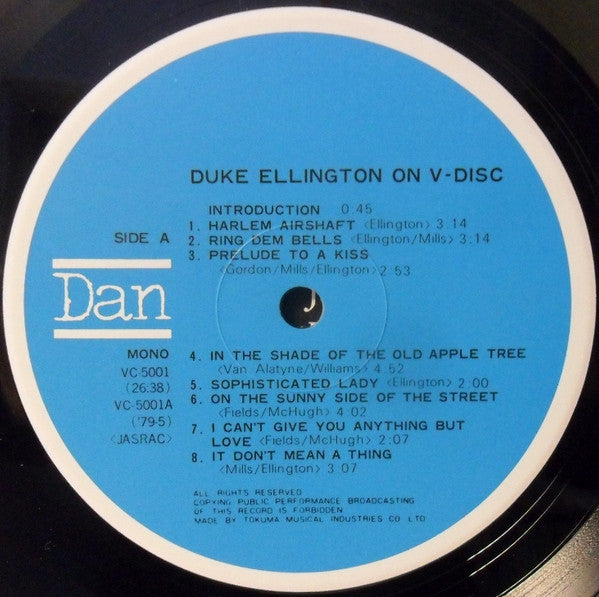 DUKE ELLINGTON ON V-DISC
INTRODUCTION 0:45
SIDE A
1. HARLEM AIRSHAFT <Ellington> 3:14
2. RING DEM BELLS <Ellington/Mills> 3:14
3. PRELUDE TO A KISS
<Gordon/Mills/Ellington> 2:53
Dan
MONO
VC-5001
(26:38)
VC-5001A
('79-5)
<JASRAC>
4. IN THE SHADE OF THE OLD APPLE TREE
<Van Alatyne/Williams> 4:52
5. SOPHISTICATED LADY <Ellington> 2:00
6. ON THE SUNNY SIDE OF THE STREET
<Fields/McHugh> 4:02
7. I CAN'T GIVE YOU ANYTHING BUT
LOVE <Fields/McHugh> 2:07
8. IT DON'T MEAN A THING
<Mills/Ellington> 3:07
ALL RIGHTS RESERVED
COPYING PUBLIC PERFORMANCE BROADCASTING
OF THIS RECORD IS FORBIDDEN
MADE BY TOKUMA MUSICAL INDUSTRIES CO LTD